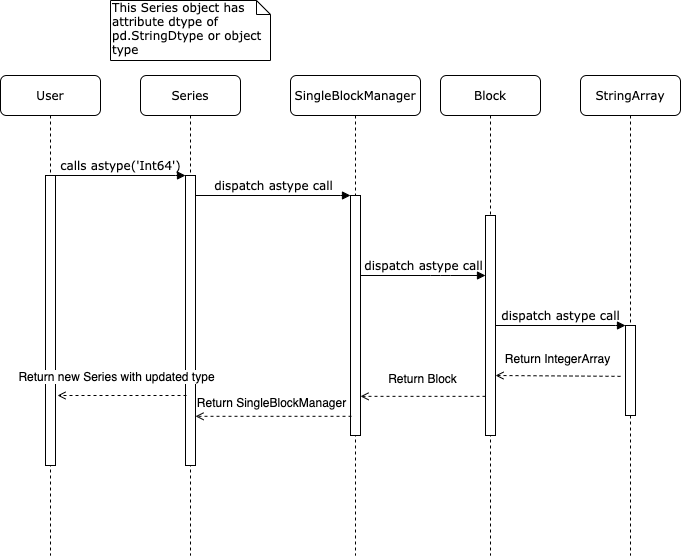 This Series object has
attribute dtype of
pd.StringDtype or object
type
User
Series
SingleBlockManager
Block
StringArray
calls astype('Int64')
dispatch astype call
dispatch astype call
dispatch astype call
Return IntegerArray
Return new Series with updated type
Return Block
Return SingleBlockManager